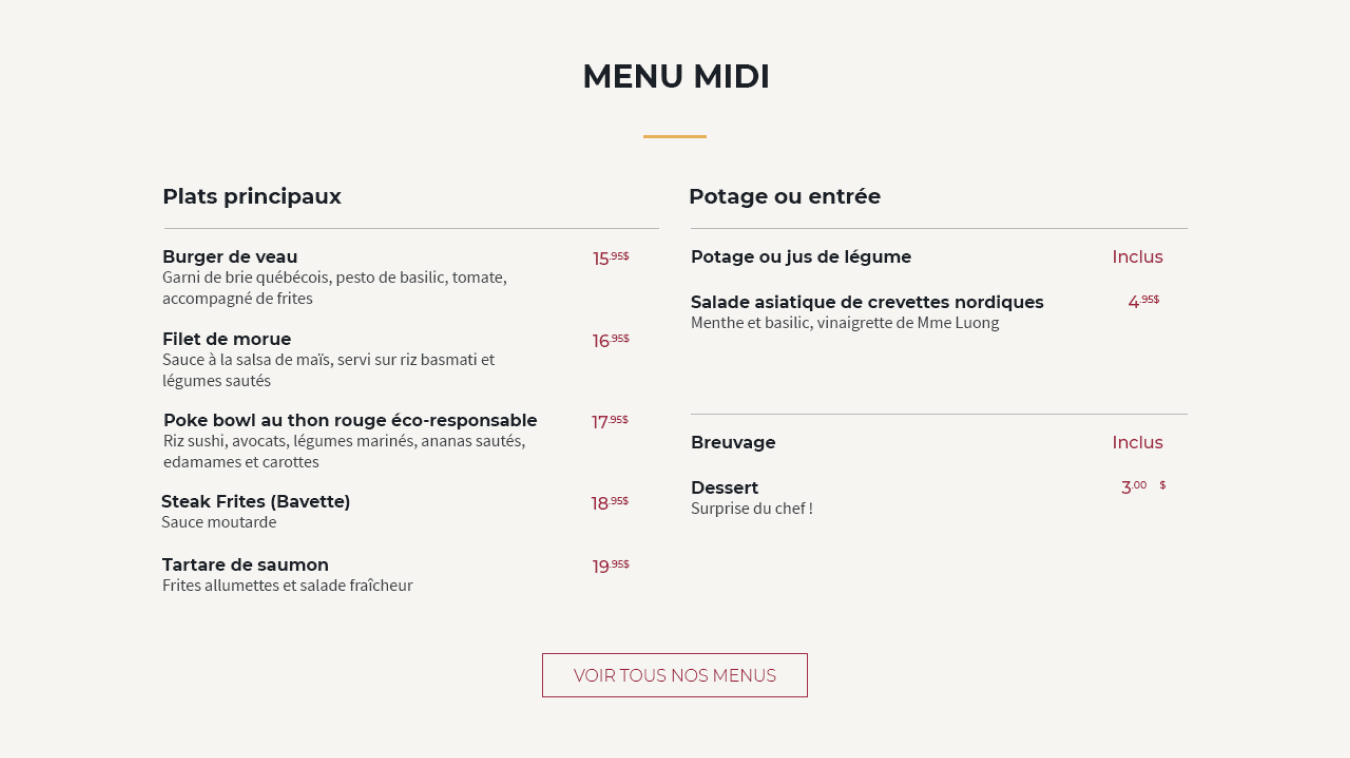 MENU MIDI
Plats principaux
Burger de veau 15.95$
Garni de brie québécois, pesto de basilic, tomate,
accompagné de frites
Filet de morue 16.95$
Sauce à la salsa de maïs, servi sur riz basmati et
légumes sautés
Poke bowl au thon rouge éco-responsable 17.95$
Riz sushi, avocats, légumes marinés, ananas sautés,
edamames et carottes
Steak Frites (Bavette) 18.95$
Sauce moutarde
Tartare de saumon 19.95$
Frites allumettes et salade fraîcheur
Potage ou entrée
Potage ou jus de légume Inclus
Salade asiatique de crevettes nordiques 4.95$
Menthe et basilic, vinaigrette de Mme Luong
Breuvage Inclus
Dessert 3.00 $
Surprise du chef !
VOIR TOUS NOS MENUS